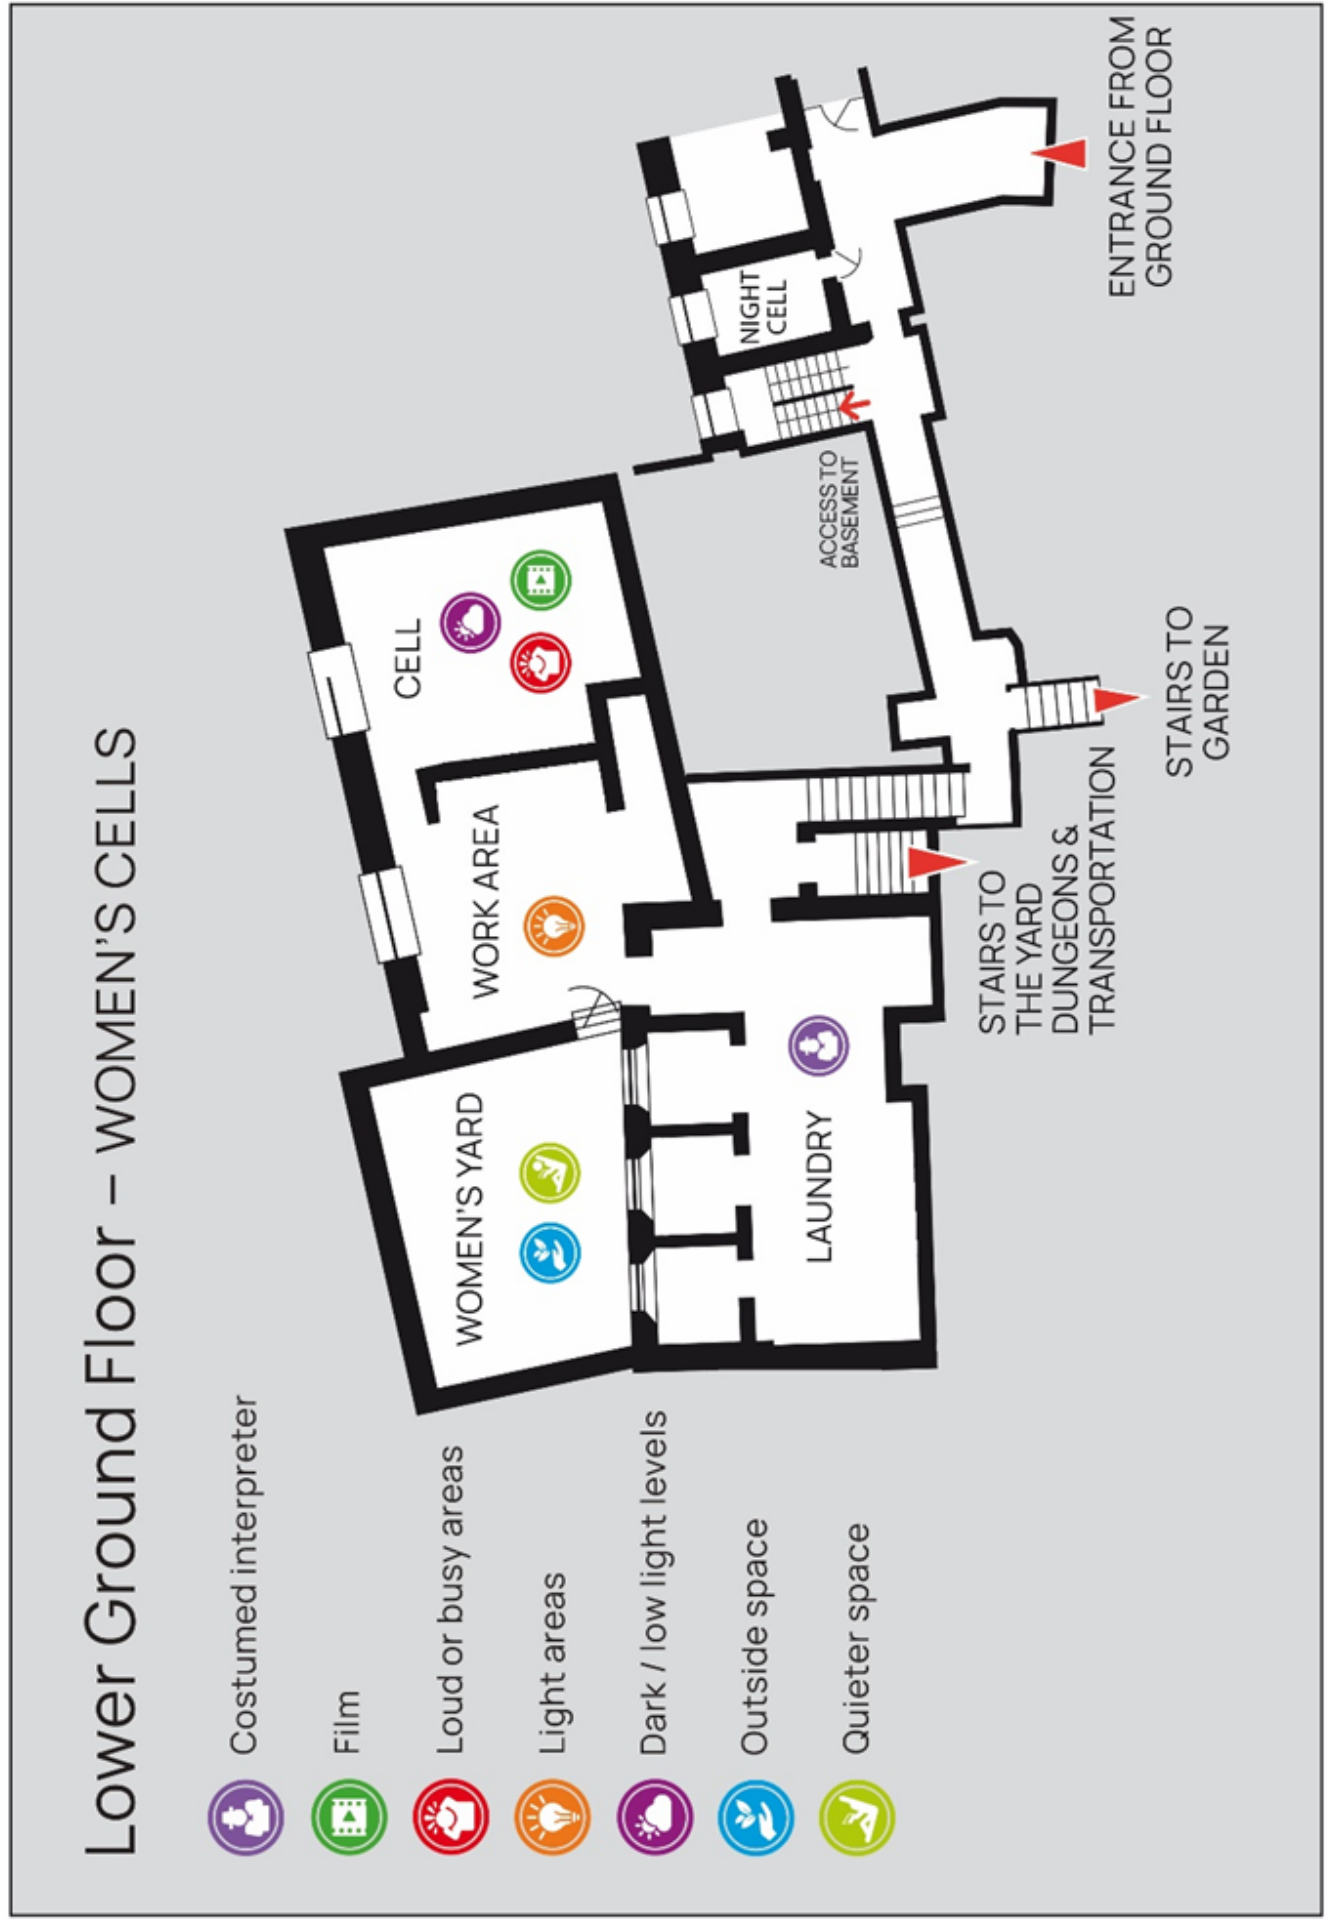 Lower Ground Floor – WOMEN'S CELLS
Costumed interpreter
Film
Loud or busy areas
Light areas
Dark / low light levels
Outside space
Quieter space
WOMEN'S YARD
WORK AREA
CELL
LAUNDRY
NIGHT
CELL
ACCESS TO
BASEMENT
STAIRS TO
THE YARD
DUNGEONS &
TRANSPORTATION
STAIRS TO
GARDEN
ENTRANCE FROM
GROUND FLOOR